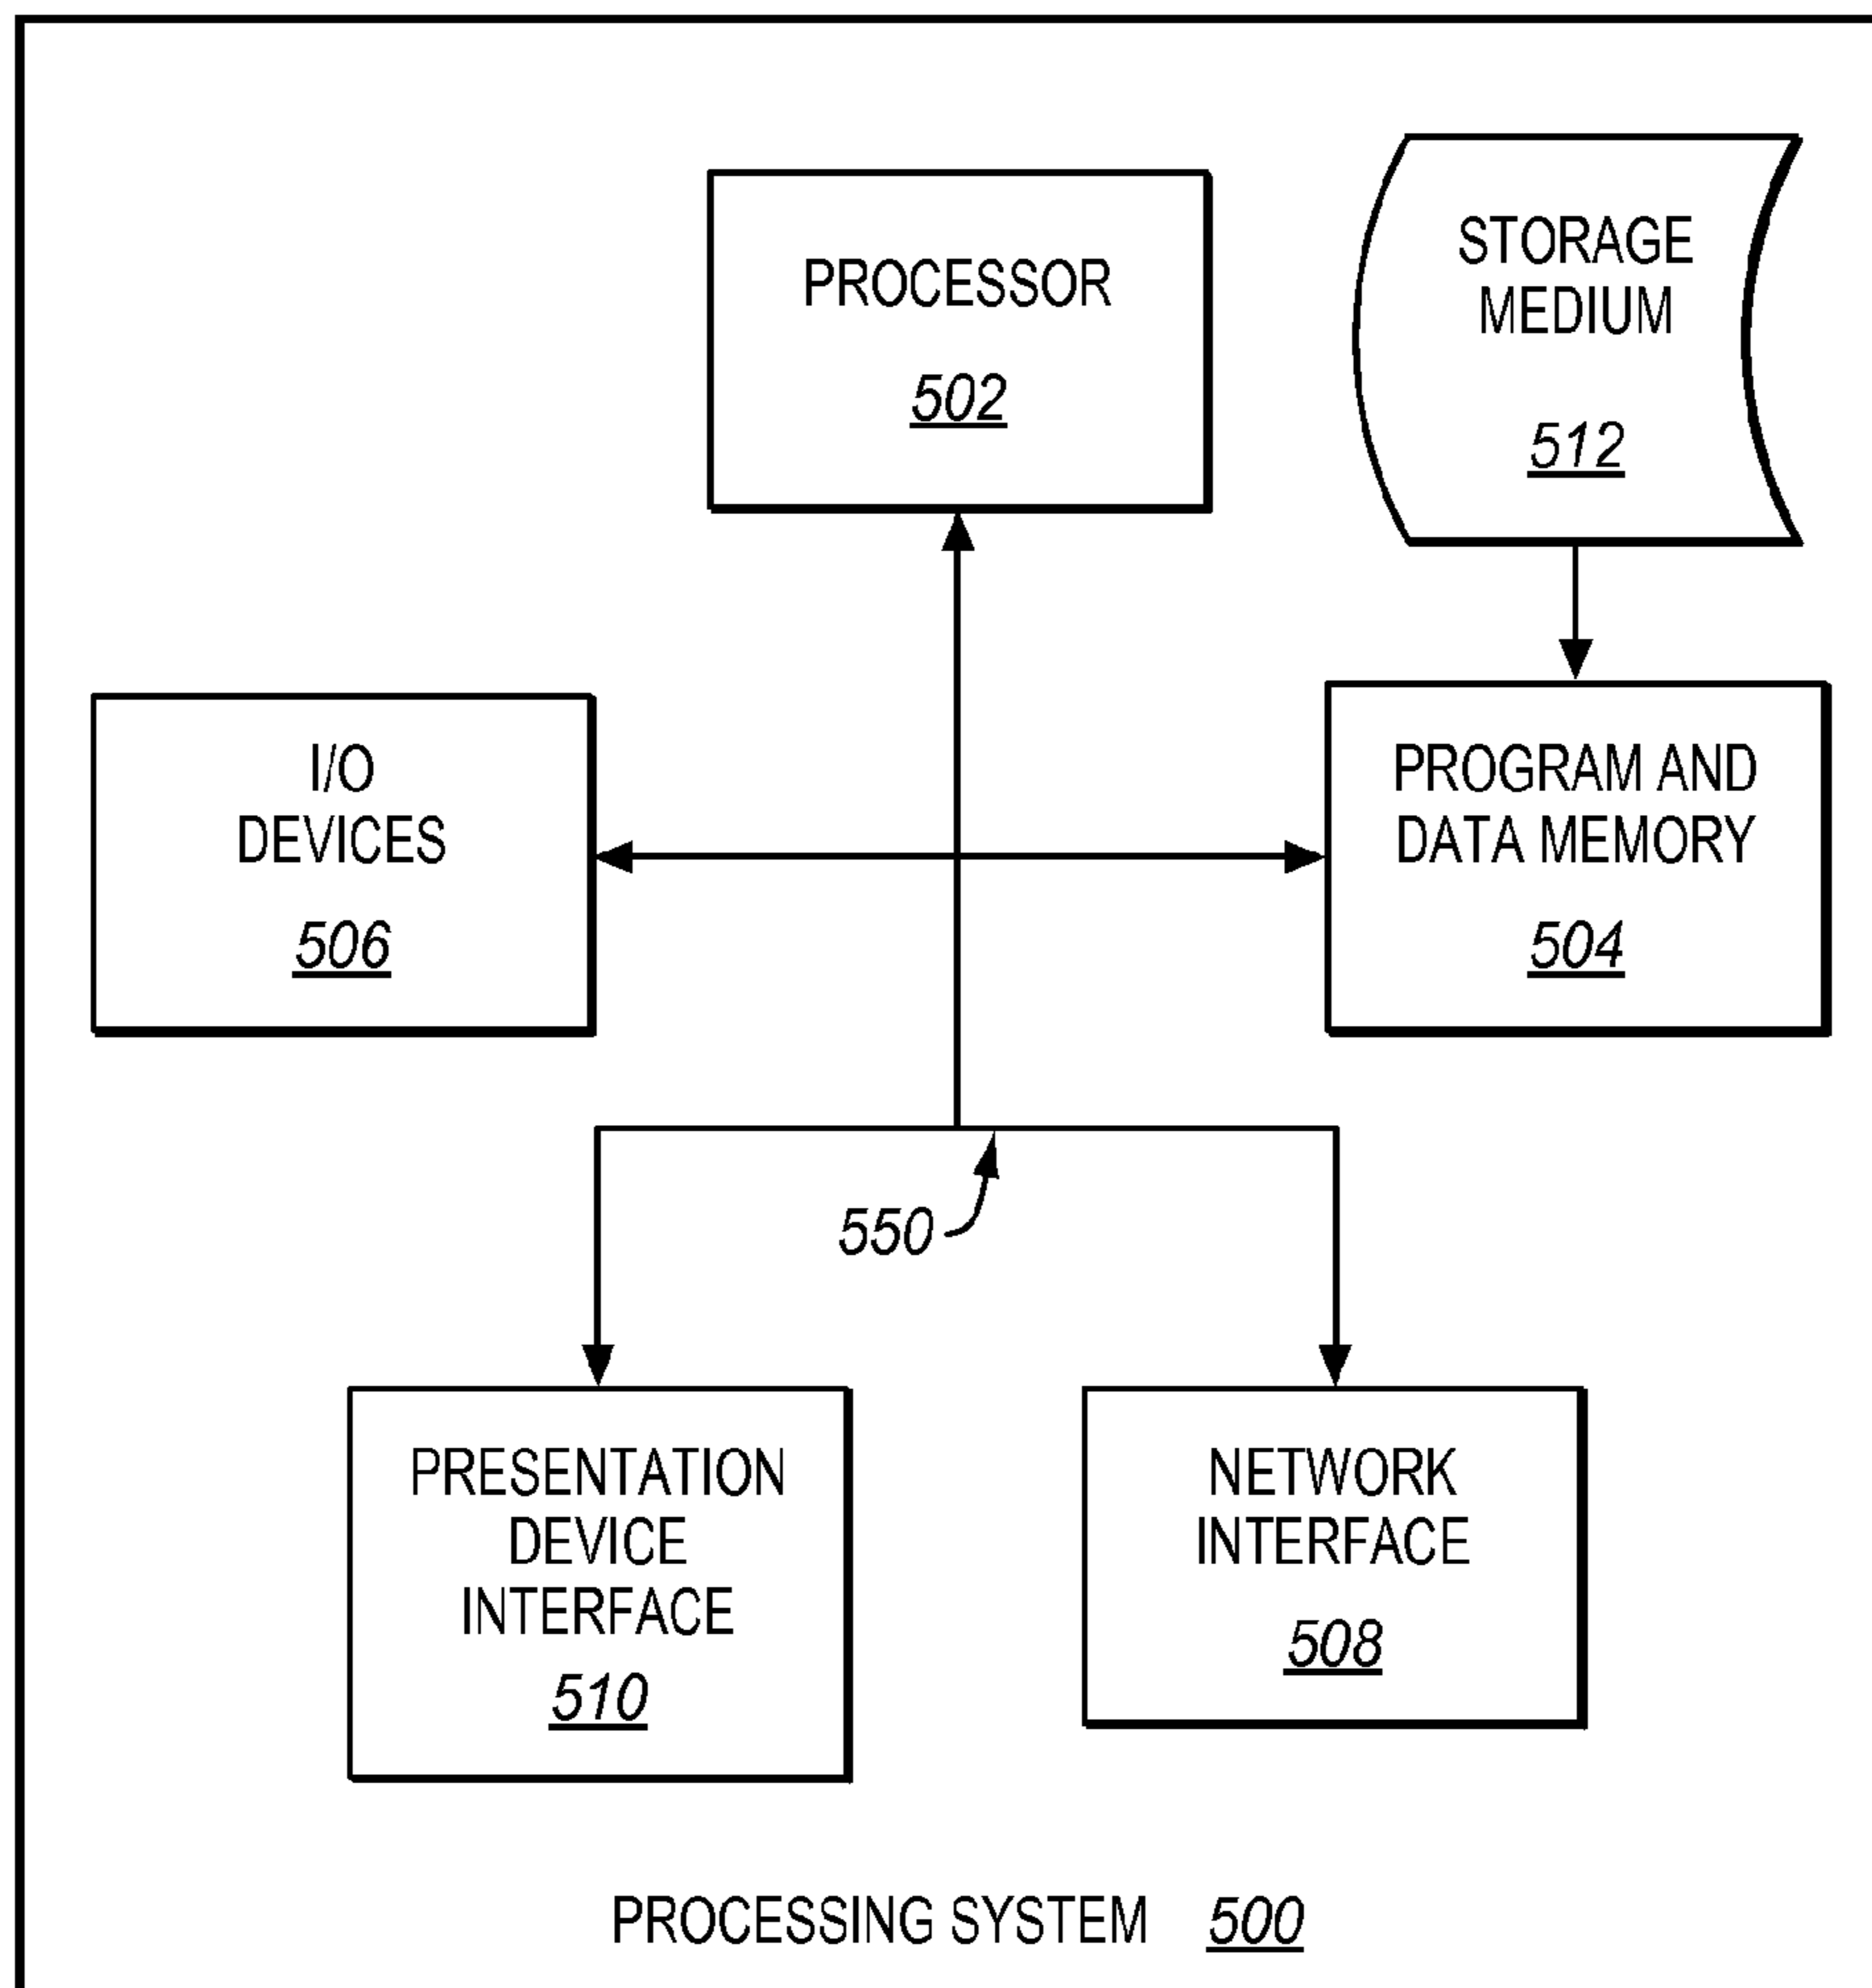 PROCESSOR
502
STORAGE
MEDIUM
512
I/O
DEVICES
506
PROGRAM AND
DATA MEMORY
504
550
PRESENTATION
DEVICE
INTERFACE
510
NETWORK
INTERFACE
508
PROCESSING SYSTEM 500